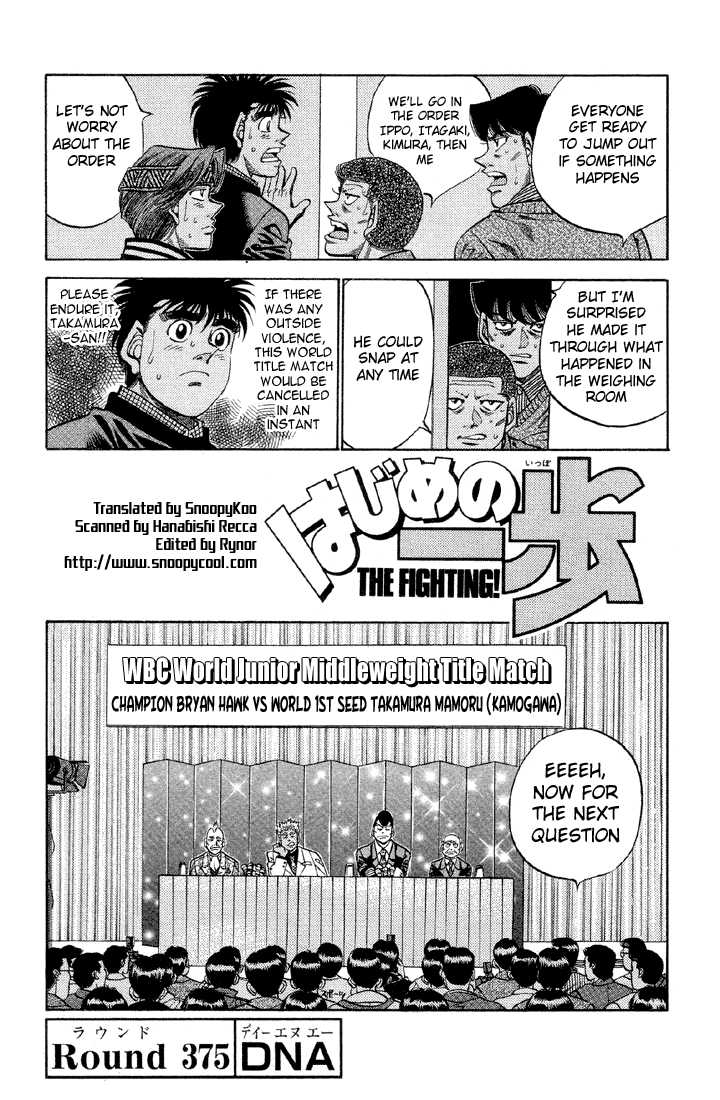 EVERYONE
GET READY
TO JUMP OUT
IF SOMETHING
HAPPENS
WE'LL GO IN
THE ORDER
IPPO, ITAGAKI,
KIMURA, THEN
ME
LET'S NOT
WORRY
ABOUT THE
ORDER
BUT I'M
SURPRISED
HE MADE IT
THROUGH WHAT
HAPPENED IN
THE WEIGHING
ROOM
HE COULD
SNAP AT
ANY TIME
IF THERE
WAS ANY
OUTSIDE
VIOLENCE,
THIS WORLD
TITLE MATCH
WOULD BE
CANCELLED
IN AN
INSTANT
PLEASE
ENDURE IT,
TAKAMURA
-SAN!!
Translated by SnoopyKoo
Scanned by Hanabishi Recca
Edited by Rynor
http://www.snoopycool.com
いっぽ
はじめの一歩
THE FIGHTING!
WBC World Junior Middleweight Title Match
CHAMPION BRYAN HAWK VS WORLD 1ST SEED TAKAMURA MAMORU (KAMOGAWA)
EEEEH,
NOW FOR
THE NEXT
QUESTION
ラウンド
Round 375
ディーエヌエー
DNA